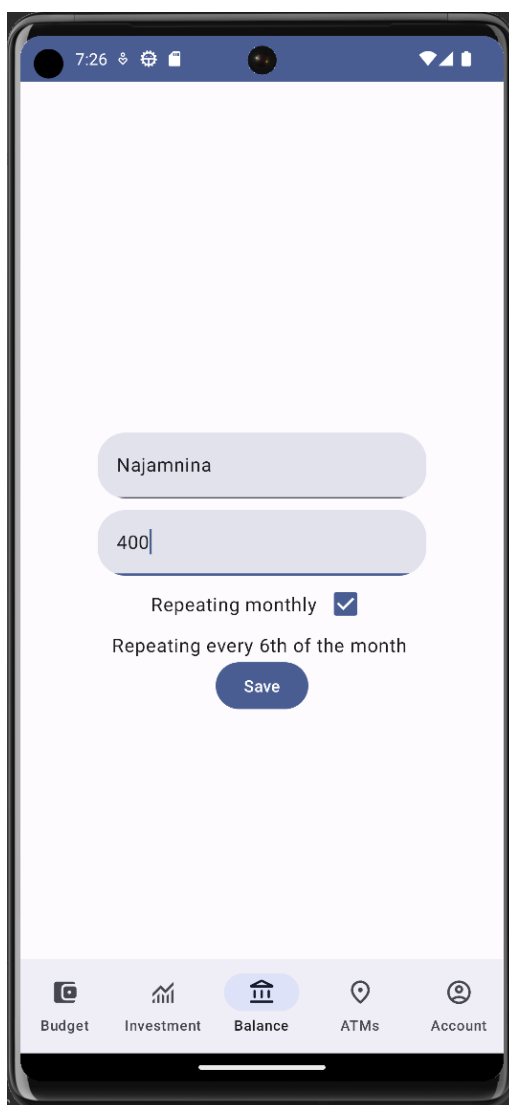 7:26
Najamnina
400
Repeating monthly
Repeating every 6th of the month
Save
Budget Investment Balance ATMs Account